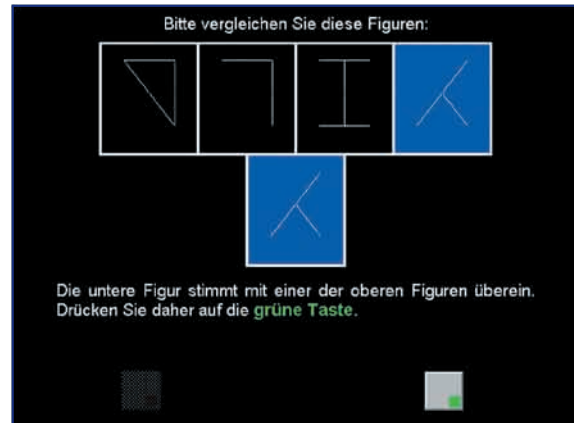 Bitte vergleichen Sie diese Figuren:
Die untere Figur stimmt mit einer der oberen Figuren überein.
Drücken Sie daher auf die grüne Taste.